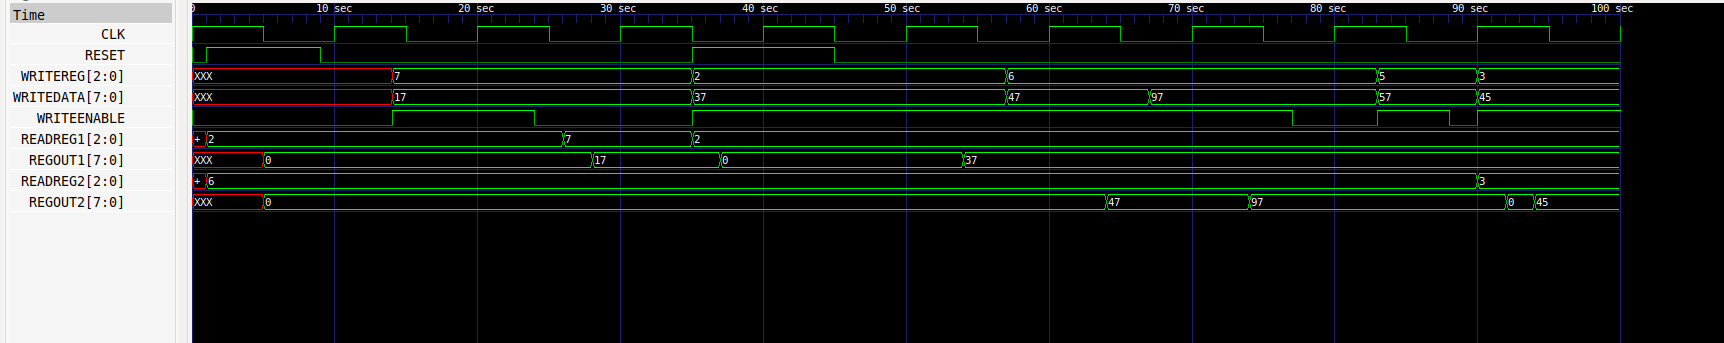 Time
0 10 sec 20 sec 30 sec 40 sec 50 sec 60 sec 70 sec 80 sec 90 sec 100 sec
CLK
RESET
WRITEREG[2:0] XXX 7 2 6 5 3
WRITEDATA[7:0] XXX 17 37 47 97 57 45
WRITEENABLE
READREG1[2:0] + 2 7 2
REGOUT1[7:0] XXX 0 17 0 37
READREG2[2:0] + 6 3
REGOUT2[7:0] XXX 0 47 97 0 45